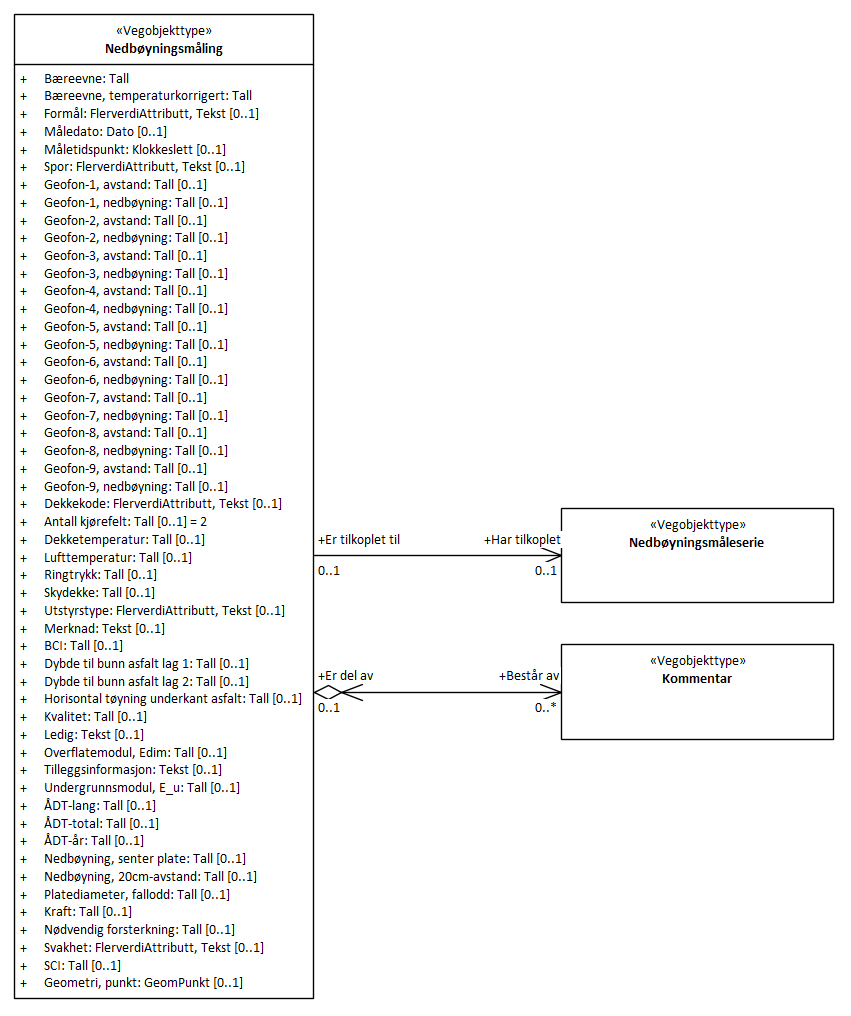 «Vegobjekttype»
Nedbøyningsmåling
+ Bæreevne: Tall
+ Bæreevne, temperaturkorrigert: Tall
+ Formål: FlerverdiAttributt, Tekst [0..1]
+ Måledato: Dato [0..1]
+ Måletidspunkt: Klokkeslett [0..1]
+ Spor: FlerverdiAttributt, Tekst [0..1]
+ Geofon-1, avstand: Tall [0..1]
+ Geofon-1, nedbøyning: Tall [0..1]
+ Geofon-2, avstand: Tall [0..1]
+ Geofon-2, nedbøyning: Tall [0..1]
+ Geofon-3, avstand: Tall [0..1]
+ Geofon-3, nedbøyning: Tall [0..1]
+ Geofon-4, avstand: Tall [0..1]
+ Geofon-4, nedbøyning: Tall [0..1]
+ Geofon-5, avstand: Tall [0..1]
+ Geofon-5, nedbøyning: Tall [0..1]
+ Geofon-6, avstand: Tall [0..1]
+ Geofon-6, nedbøyning: Tall [0..1]
+ Geofon-7, avstand: Tall [0..1]
+ Geofon-7, nedbøyning: Tall [0..1]
+ Geofon-8, avstand: Tall [0..1]
+ Geofon-8, nedbøyning: Tall [0..1]
+ Geofon-9, avstand: Tall [0..1]
+ Geofon-9, nedbøyning: Tall [0..1]
+ Dekkekode: FlerverdiAttributt, Tekst [0..1]
+ Antall kjørefelt: Tall [0..1] = 2
+ Dekketemperatur: Tall [0..1]
+ Lufttemperatur: Tall [0..1]
+ Ringtrykk: Tall [0..1]
+ Skydekke: Tall [0..1]
+ Utstyrstype: FlerverdiAttributt, Tekst [0..1]
+ Merknad: Tekst [0..1]
+ BCI: Tall [0..1]
+ Dybde til bunn asfalt lag 1: Tall [0..1]
+ Dybde til bunn asfalt lag 2: Tall [0..1]
+ Horisontal tøyning underkant asfalt: Tall [0..1]
+ Kvalitet: Tall [0..1]
+ Ledig: Tekst [0..1]
+ Overflatemodul, Edim: Tall [0..1]
+ Tilleggsinformasjon: Tekst [0..1]
+ Undergrunnsmodul, E_u: Tall [0..1]
+ ÅDT-lang: Tall [0..1]
+ ÅDT-total: Tall [0..1]
+ ÅDT-år: Tall [0..1]
+ Nedbøyning, senter plate: Tall [0..1]
+ Nedbøyning, 20cm-avstand: Tall [0..1]
+ Platediameter, fallodd: Tall [0..1]
+ Kraft: Tall [0..1]
+ Nødvendig forsterkning: Tall [0..1]
+ Svakhet: FlerverdiAttributt, Tekst [0..1]
+ SCI: Tall [0..1]
+ Geometri, punkt: GeomPunkt [0..1]
+Er tilkoplet til +Har tilkoplet
0..1 0..1
«Vegobjekttype»
Nedbøyningsmåleserie
+Er del av +Består av
0..1 0..*
«Vegobjekttype»
Kommentar